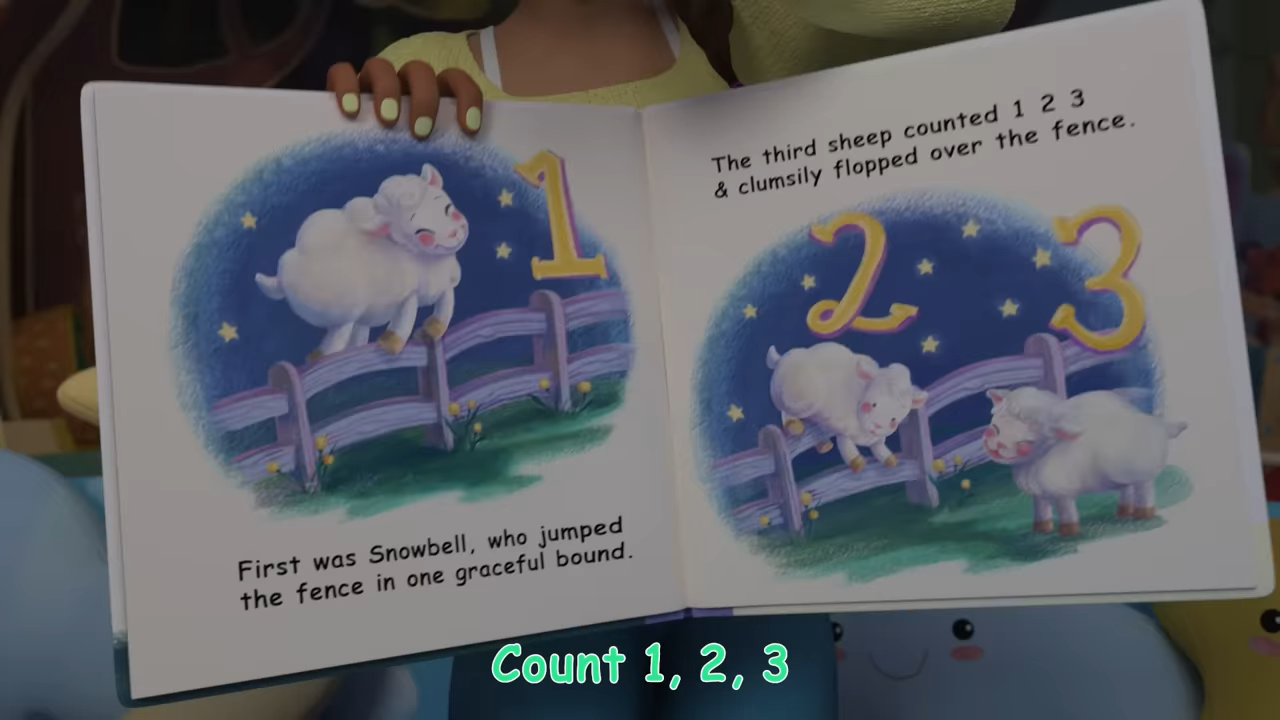 1
First was Snowbell, who jumped
the fence in one graceful bound.
The third sheep counted 1 2 3
& clumsily flopped over the fence.
2 3
Count 1, 2, 3